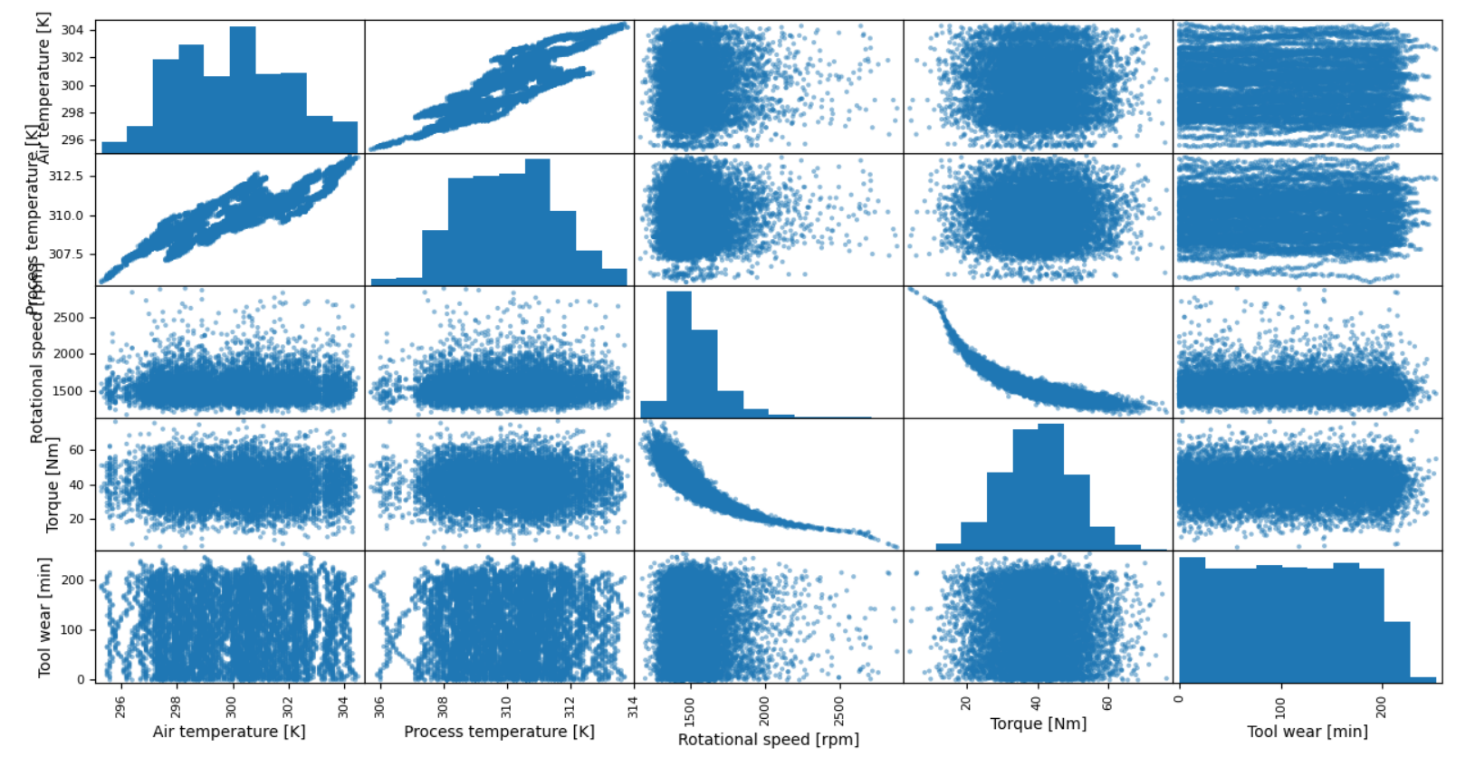 Air temperature [K]
304
302
300
298
296
Process temperature [K]
312.5
310.0
307.5
Rotational speed [rpm]
2500
2000
1500
Torque [Nm]
60
40
20
Tool wear [min]
200
100
0
296 298 300 302 304 306 308 310 312 314 1500 2000 2500 20 40 60 0 100 200
Air temperature [K] Process temperature [K] Rotational speed [rpm] Torque [Nm] Tool wear [min]